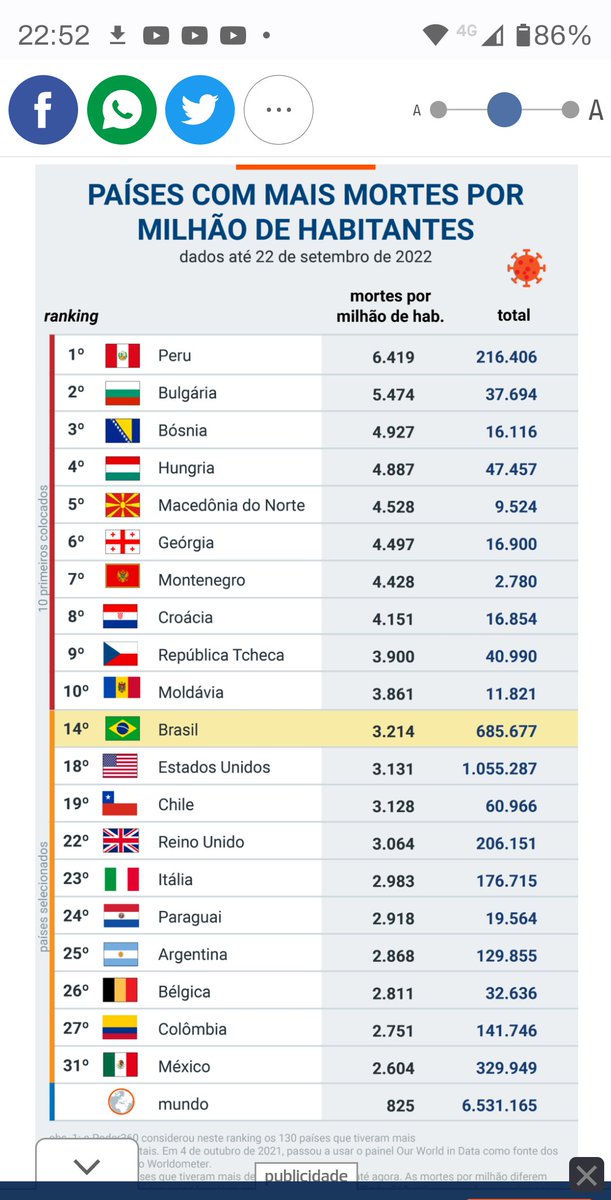 22:52
4G
86%
A A
PAÍSES COM MAIS MORTES POR
MILHÃO DE HABITANTES
dados até 22 de setembro de 2022
ranking mortes por milhão de hab. total
10 primeiros colocados
1º Peru 6.419 216.406
2º Bulgária 5.474 37.694
3º Bósnia 4.927 16.116
4º Hungria 4.887 47.457
5º Macedônia do Norte 4.528 9.524
6º Geórgia 4.497 16.900
7º Montenegro 4.428 2.780
8º Croácia 4.151 16.854
9º República Tcheca 3.900 40.990
10º Moldávia 3.861 11.821
países selecionados
14º Brasil 3.214 685.677
18º Estados Unidos 3.131 1.055.287
19º Chile 3.128 60.966
22º Reino Unido 3.064 206.151
23º Itália 2.983 176.715
24º Paraguai 2.918 19.564
25º Argentina 2.868 129.855
26º Bélgica 2.811 32.636
27º Colômbia 2.751 141.746
31º México 2.604 329.949
mundo 825 6.531.165
obs. 1: o Poder360 considerou neste ranking os 130 países que tiveram mais
tais. Em 4 de outubro de 2021, passou a usar o painel Our World in Data como fonte dos
o Worldometer.
ses que tiveram mais de até agora. As mortes por milhão diferem
publicidade